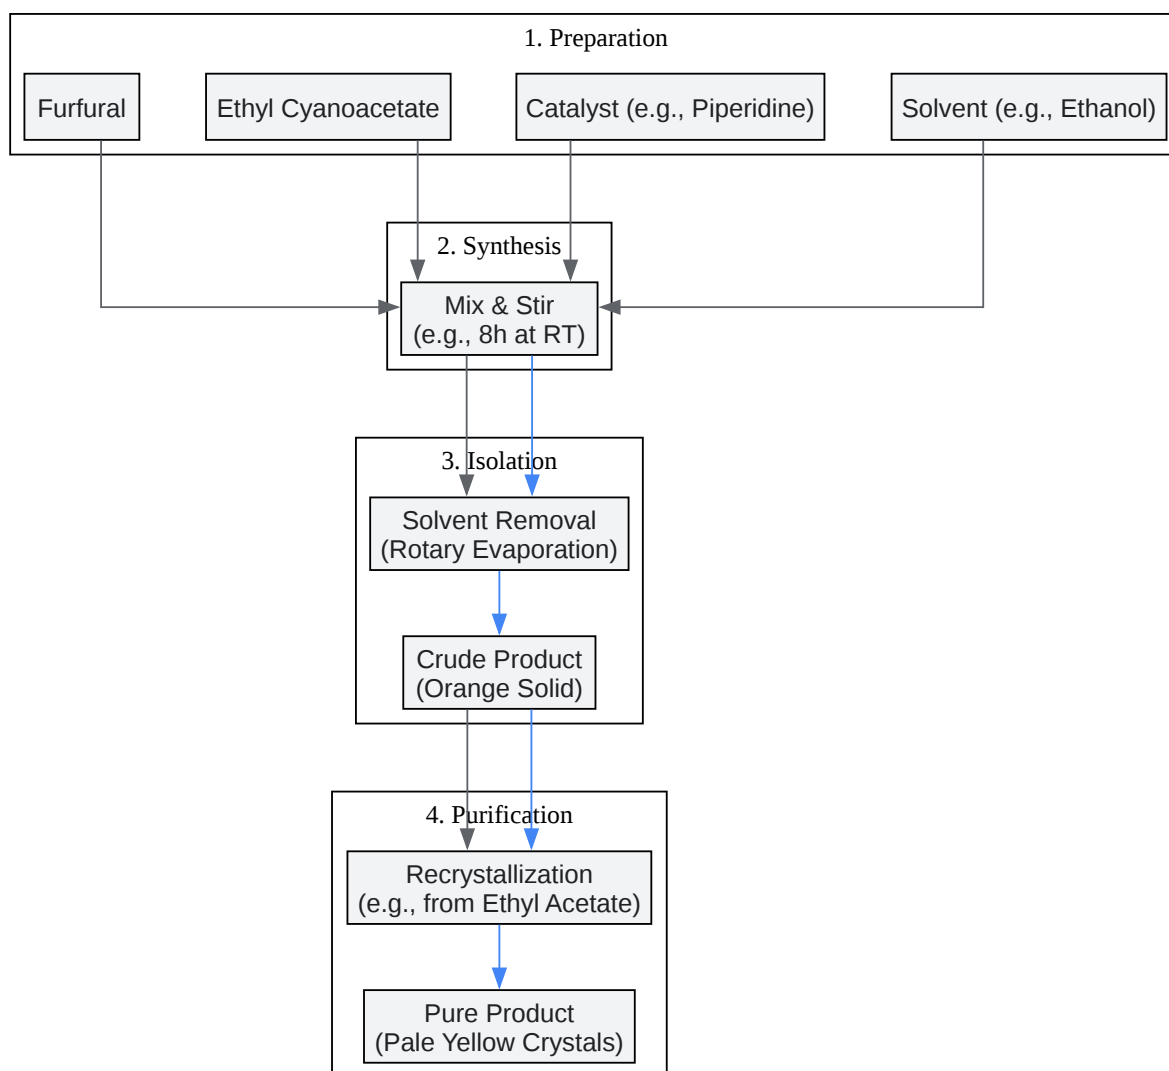 1. Preparation
Furfural
Ethyl Cyanoacetate
Catalyst (e.g., Piperidine)
Solvent (e.g., Ethanol)
2. Synthesis
Mix & Stir
(e.g., 8h at RT)
3. Isolation
Solvent Removal
(Rotary Evaporation)
Crude Product
(Orange Solid)
4. Purification
Recrystallization
(e.g., from Ethyl Acetate)
Pure Product
(Pale Yellow Crystals)